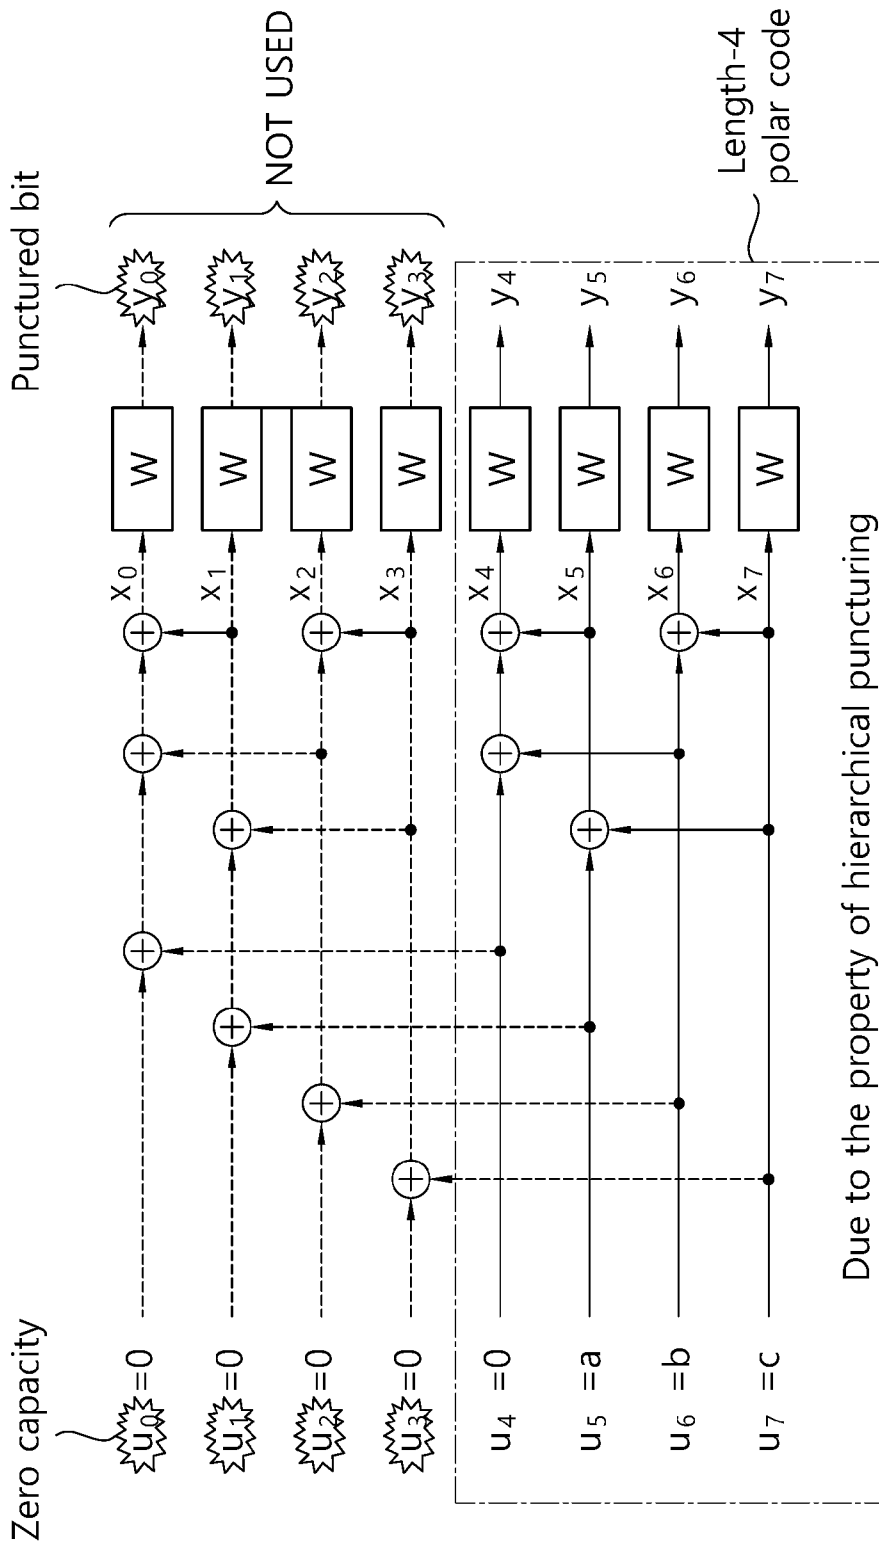 Zero capacity
Punctured bit
u0 =0
x0
W
y0
u1 =0
x1
W
y1
u2 =0
x2
W
y2
u3 =0
x3
W
y3
NOT USED
u4 =0
x4
W
y4
u5 =a
x5
W
y5
u6 =b
x6
W
y6
u7 =c
x7
W
y7
Length-4
polar code
Due to the property of hierarchical puncturing